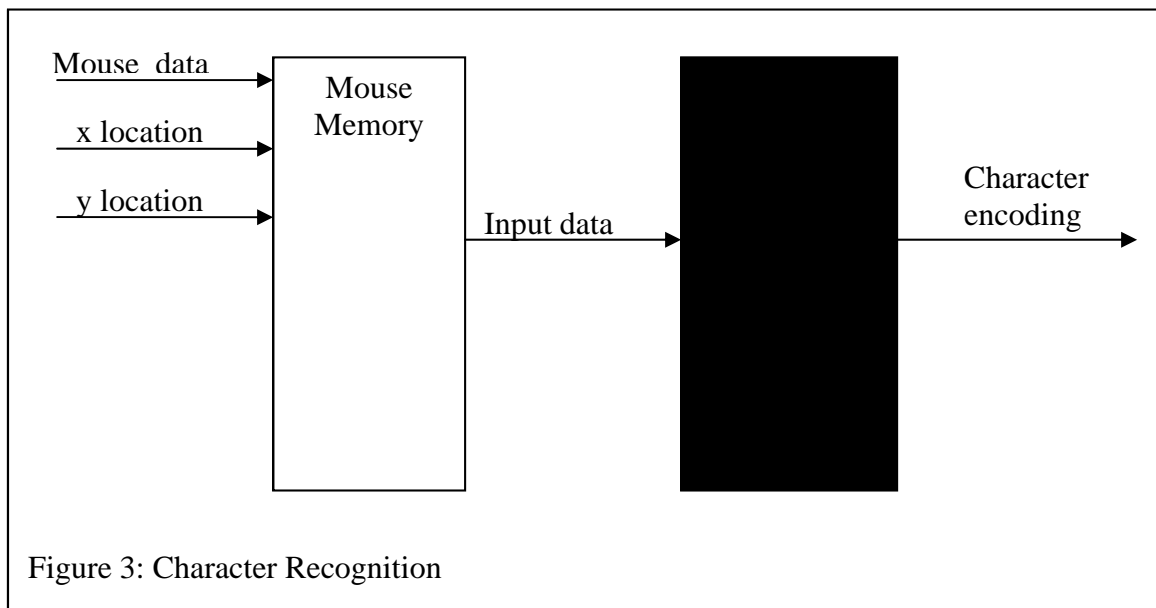 Mouse data
x location
y location
Mouse
Memory
Input data
Character
encoding
Figure 3: Character Recognition